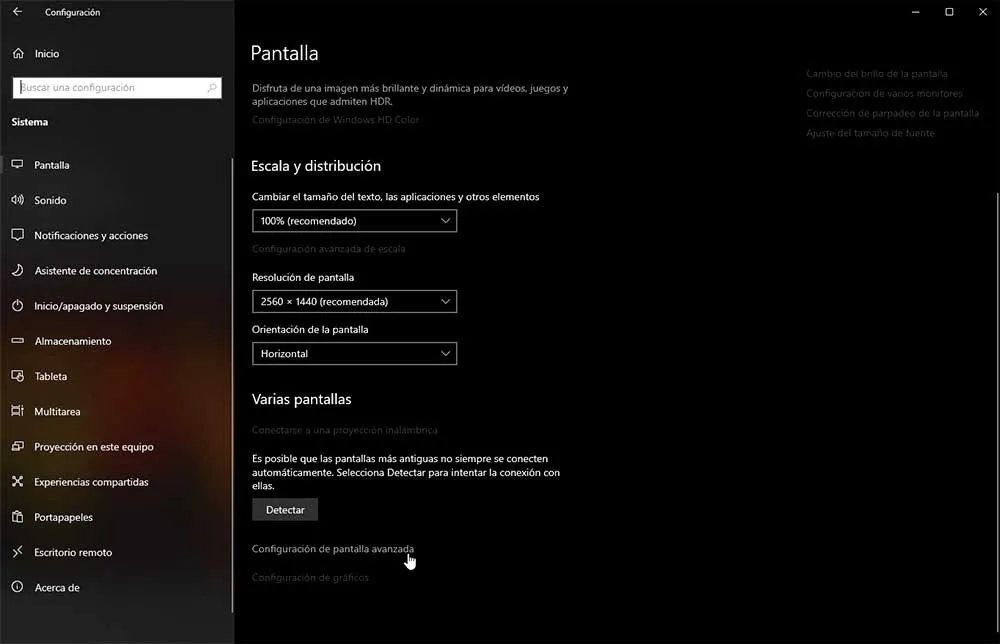 Configuración
Inicio
Buscar una configuración
Sistema
Pantalla
Sonido
Notificaciones y acciones
Asistente de concentración
Inicio/apagado y suspensión
Almacenamiento
Tableta
Multitarea
Proyección en este equipo
Experiencias compartidas
Portapapeles
Escritorio remoto
Acerca de
Pantalla
Disfruta de una imagen más brillante y dinámica para vídeos, juegos y
aplicaciones que admiten HDR.
Configuración de Windows HD Color
Escala y distribución
Cambiar el tamaño del texto, las aplicaciones y otros elementos
100% (recomendado)
Configuración avanzada de escala
Resolución de pantalla
2560 × 1440 (recomendada)
Orientación de la pantalla
Horizontal
Varias pantallas
Conectarse a una proyección inalámbrica
Es posible que las pantallas más antiguas no siempre se conecten
automáticamente. Selecciona Detectar para intentar la conexión con
ellas.
Detectar
Configuración de pantalla avanzada
Configuración de gráficos
Cambio del brillo de la pantalla
Configuración de varios monitores
Corrección de parpadeo de la pantalla
Ajuste del tamaño de fuente